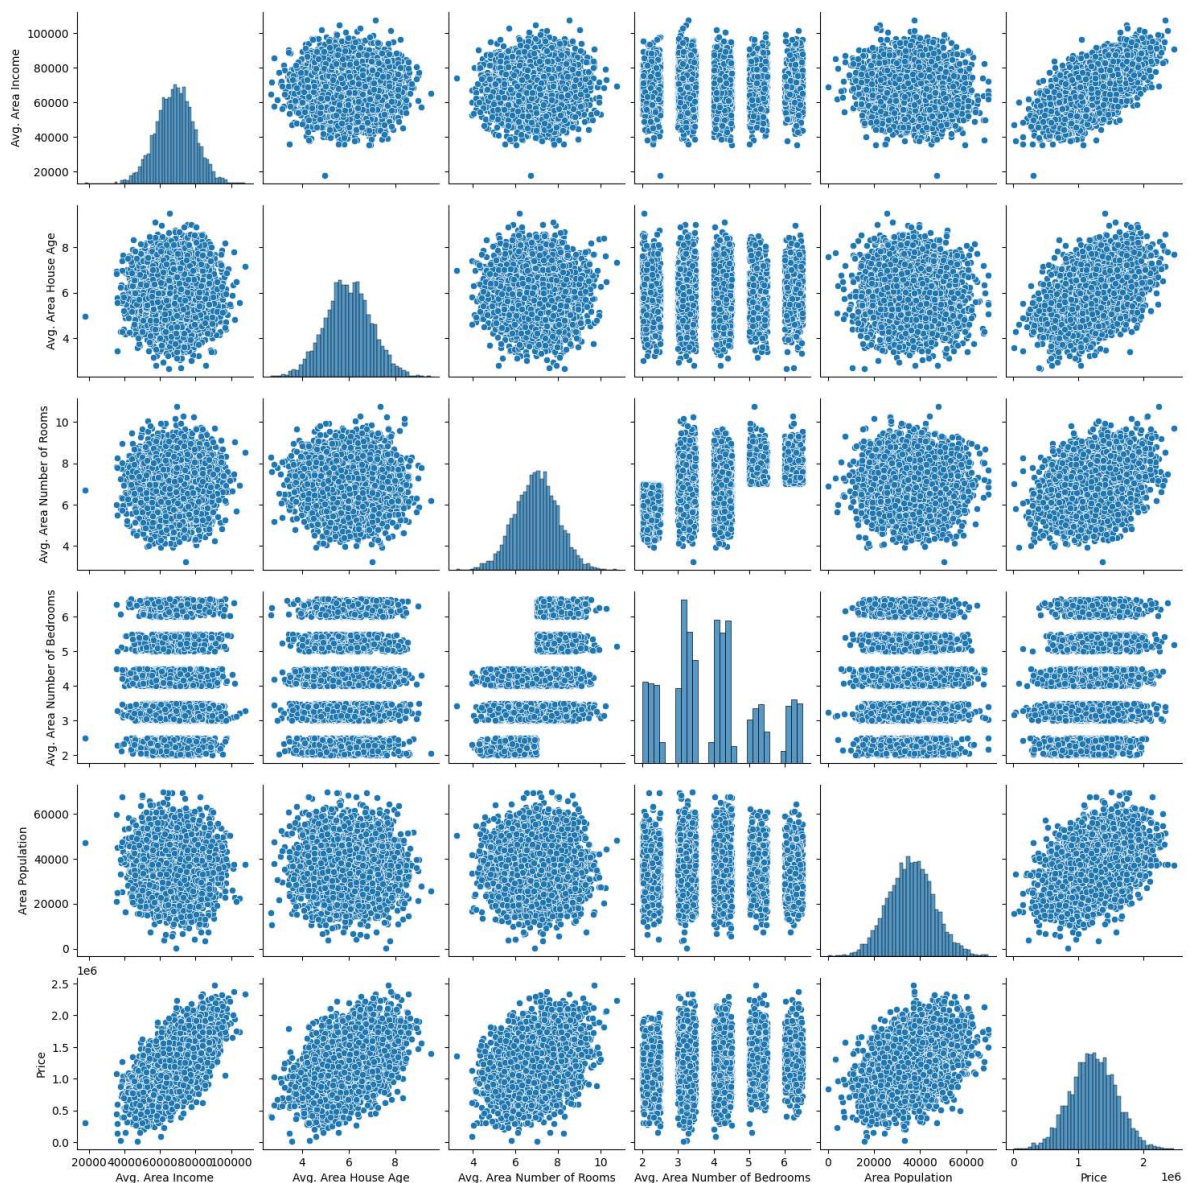 100000
80000
60000
40000
20000
Avg. Area Income
8
6
4
Avg. Area House Age
10
8
6
4
Avg. Area Number of Rooms
6
5
4
3
2
Avg. Area Number of Bedrooms
60000
40000
20000
0
Area Population
1e6
2.5
2.0
1.5
1.0
0.5
0.0
Price
20000 40000 60000 80000 100000
4 6 8
4 6 8 10
2 3 4 5 6
0 20000 40000 60000
0 1 2
1e6
Avg. Area Income
Avg. Area House Age
Avg. Area Number of Rooms
Avg. Area Number of Bedrooms
Area Population
Price